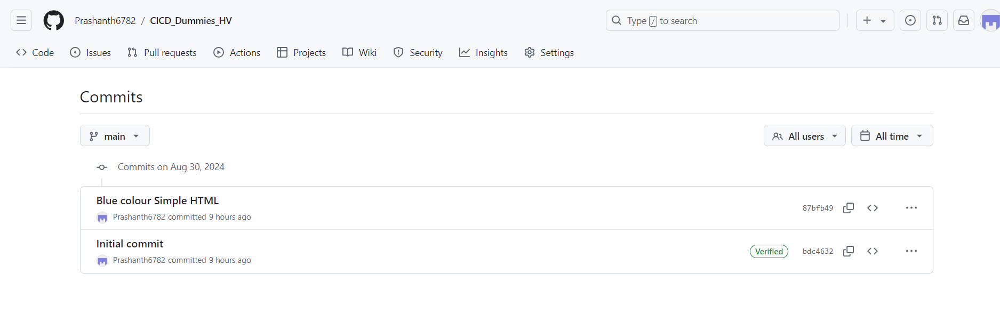 Prashanth6782 / CICD_Dummies_HV
Type / to search
Code Issues Pull requests Actions Projects Wiki Security Insights Settings
Commits
main All users All time
Commits on Aug 30, 2024
Blue colour Simple HTML
87bfb49
Prashanth6782 committed 9 hours ago
Initial commit
Verified bdc4632
Prashanth6782 committed 9 hours ago